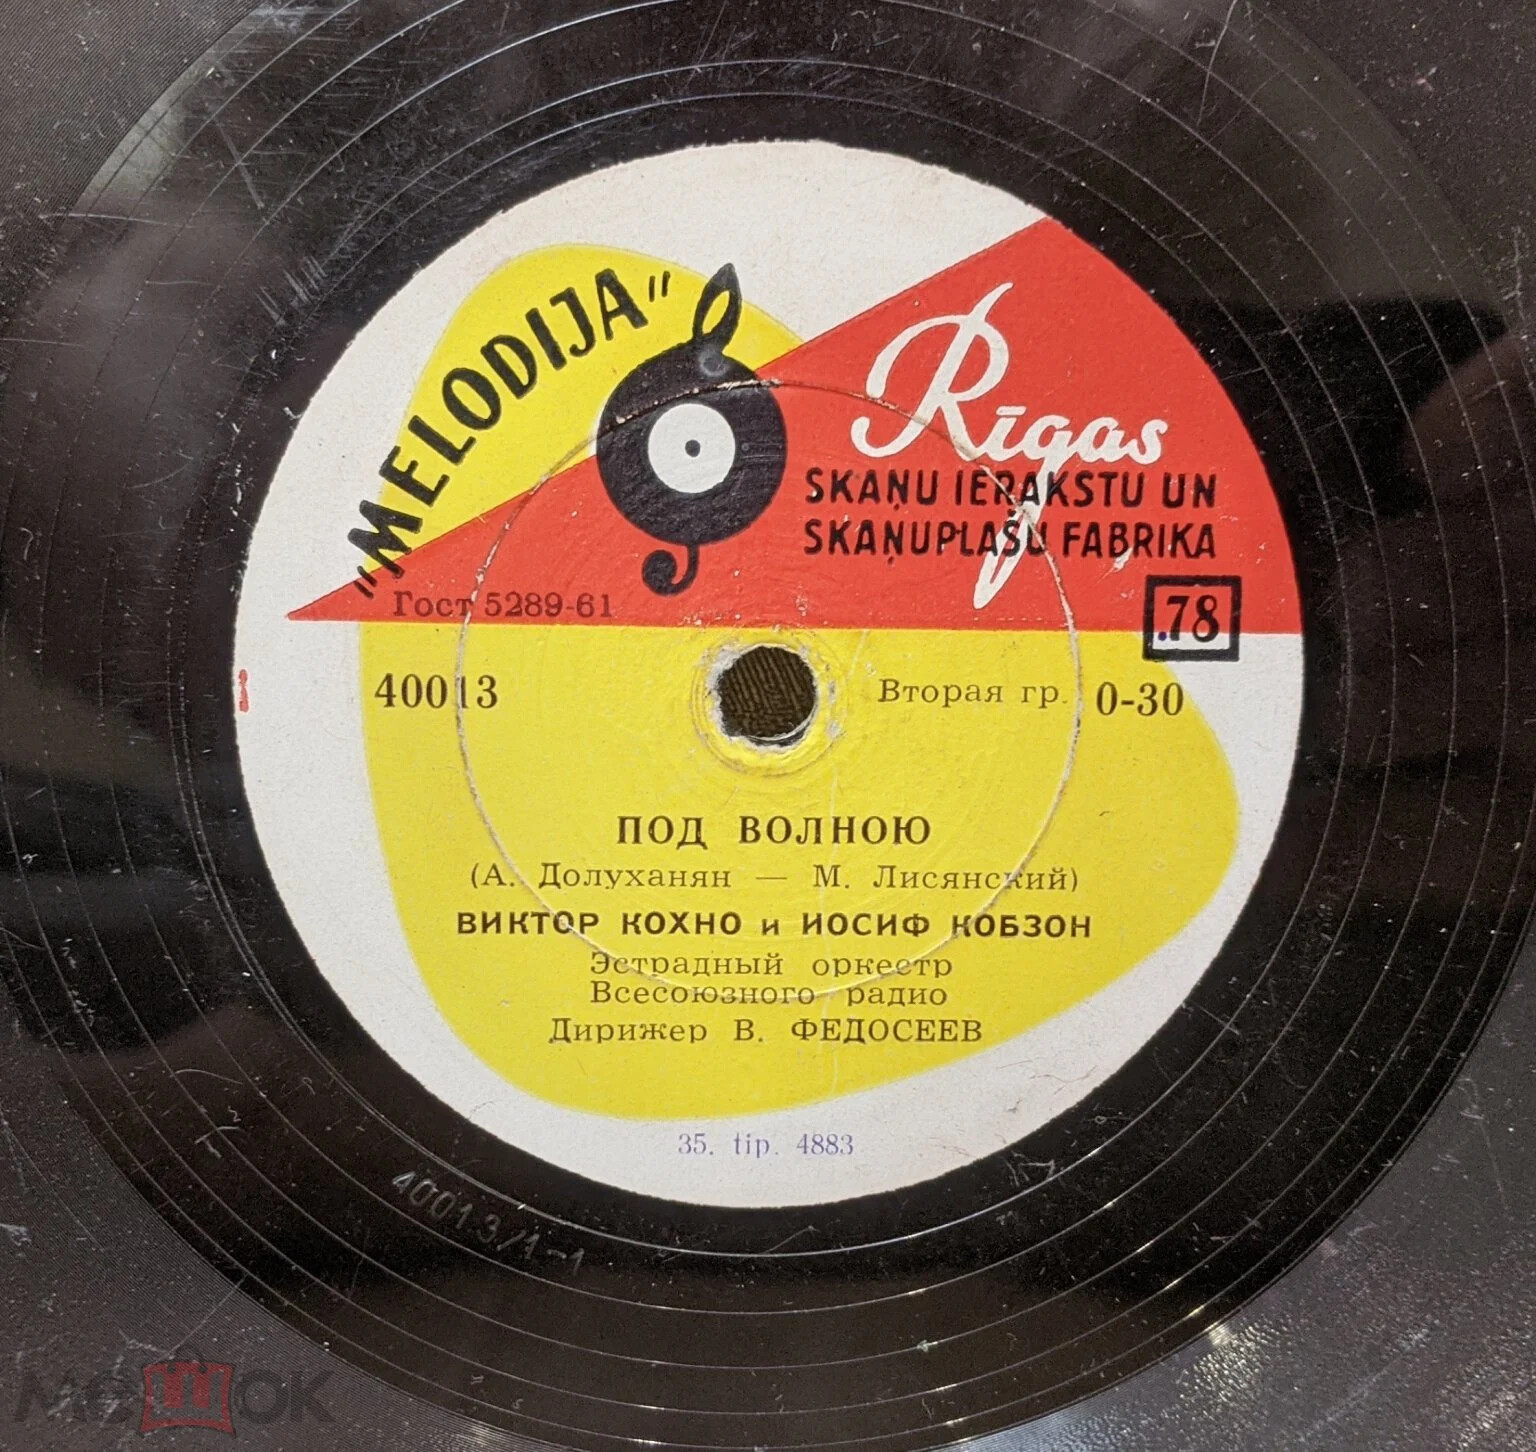 "MELODIJA"
Rīgas
SKAŅU IERAKSTU UN
SKAŅUPLAŠU FABRIKA
Гост 5289-61
78
40013
Вторая гр. 0-30
ПОД ВОЛНОЮ
(А. Долуханян — М. Лисянский)
ВИКТОР КОХНО и ИОСИФ КОБЗОН
Эстрадный оркестр
Всесоюзного радио
Дирижер В. ФЕДОСЕЕВ
35. tip. 4883
40013/1-1
мешок